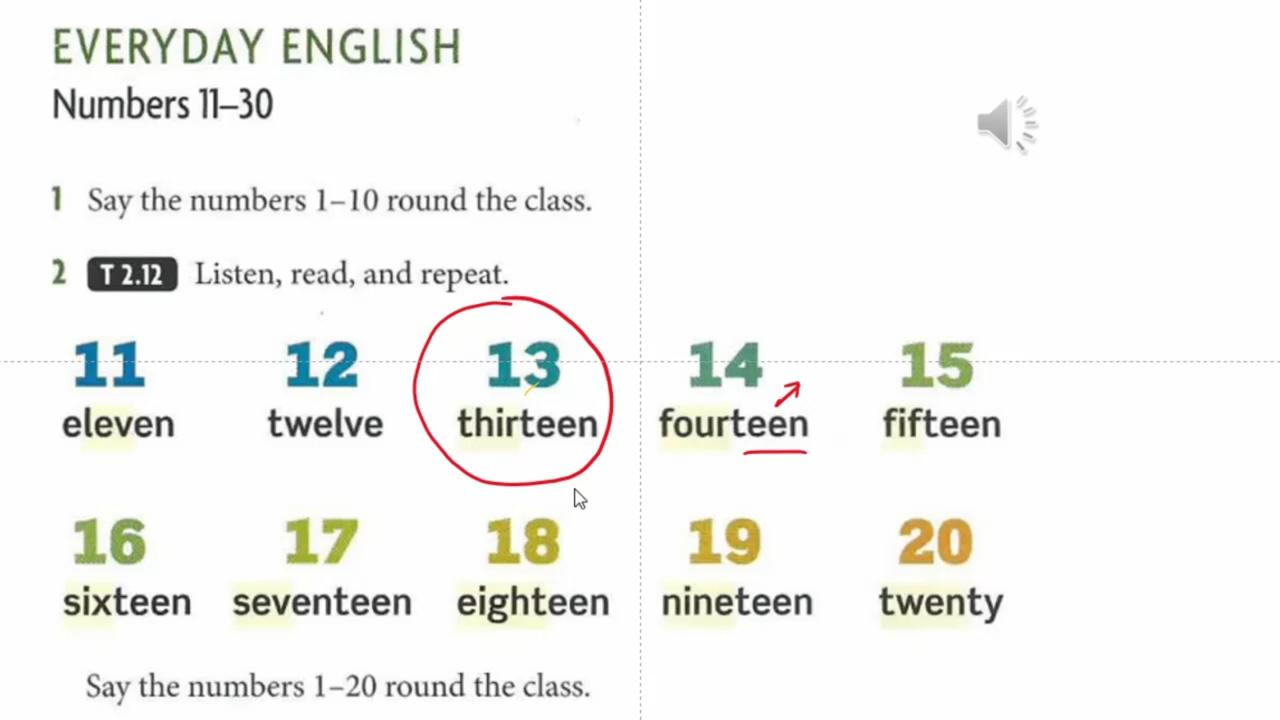 EVERYDAY ENGLISH
Numbers 11–30
1 Say the numbers 1–10 round the class.
2 T 2.12 Listen, read, and repeat.
11 12 13 14 15
eleven twelve thirteen fourteen fifteen
16 17 18 19 20
sixteen seventeen eighteen nineteen twenty
Say the numbers 1–20 round the class.